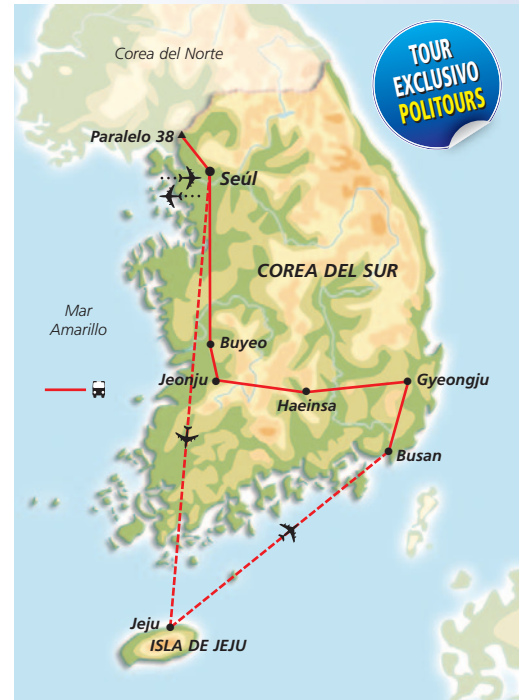 Corea del Norte
TOUR
EXCLUSIVO
POLITOURS
Paralelo 38
Seúl
COREA DEL SUR
Mar
Amarillo
Buyeo
Jeonju
Gyeongju
Haeinsa
Busan
Jeju
ISLA DE JEJU